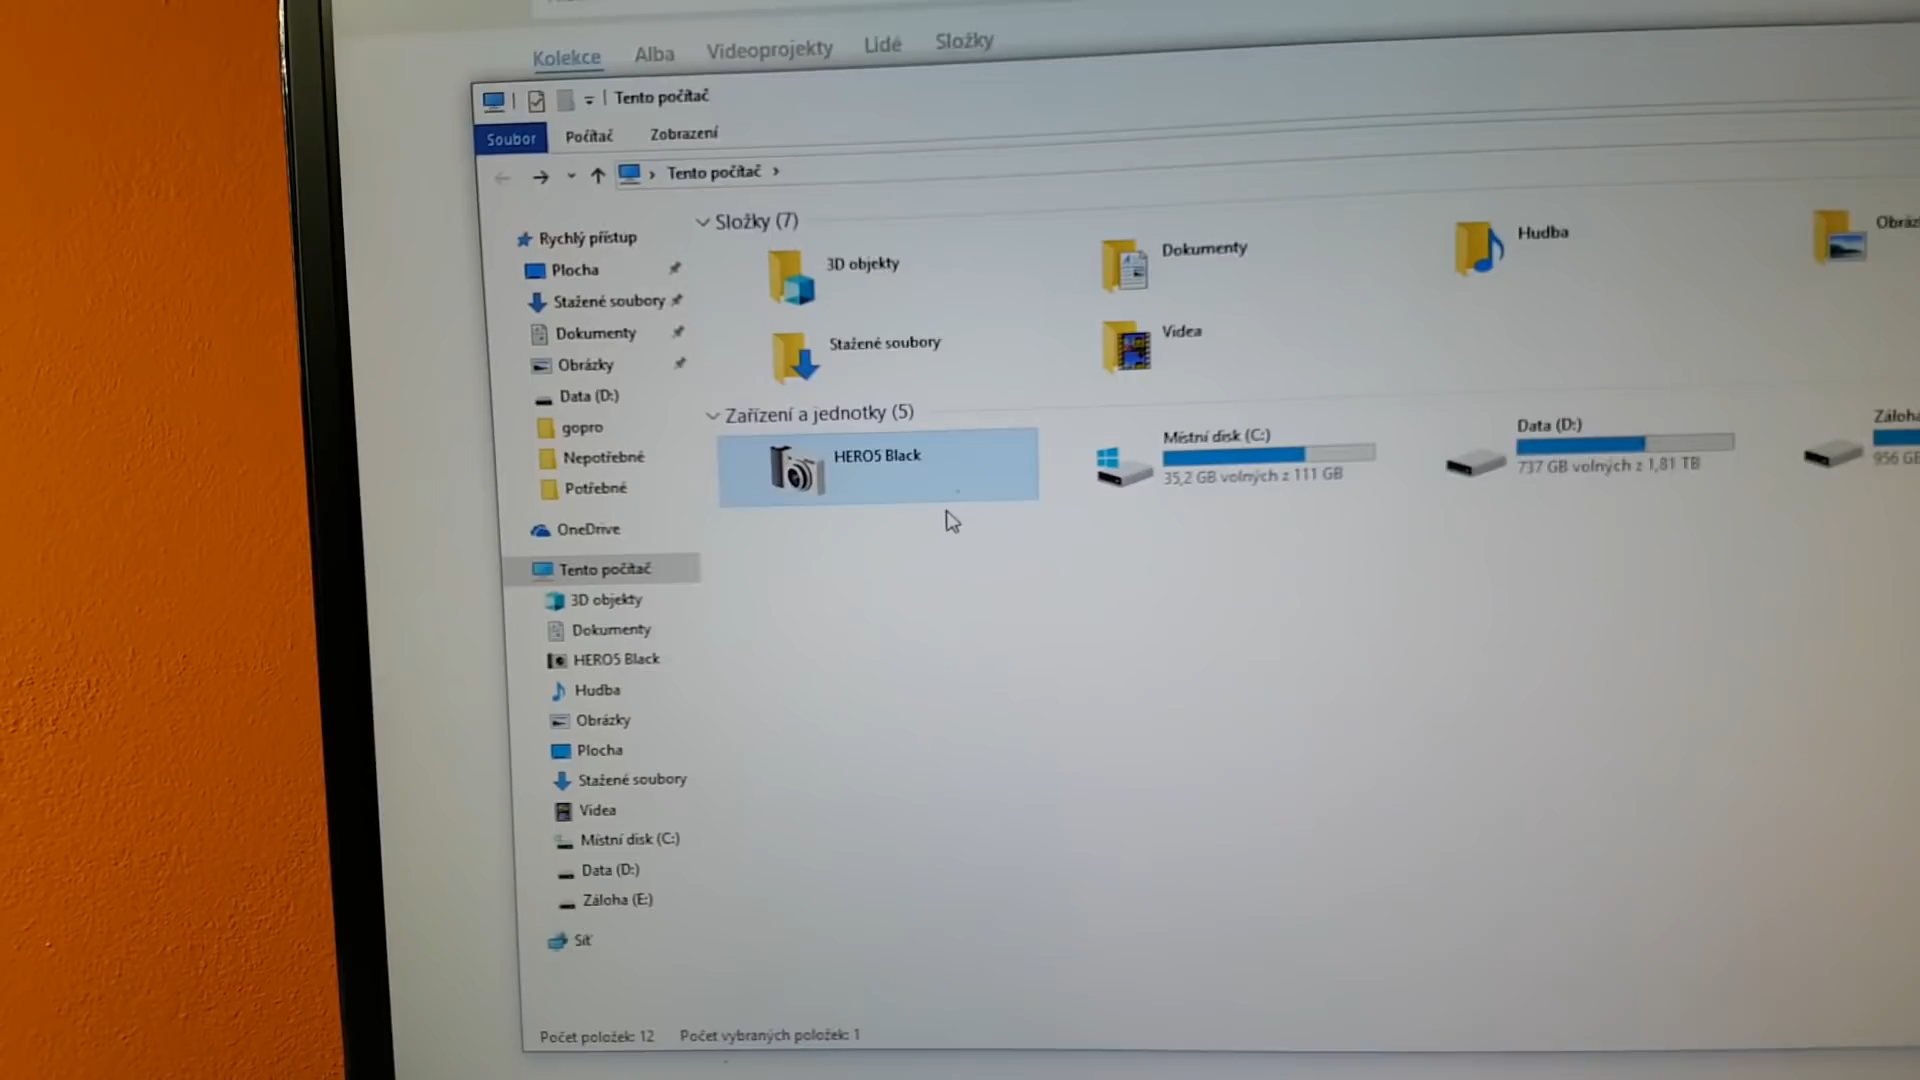 Kolekce Alba Videoprojekty Lidé Složky
Tento počítač
Soubor Počítač Zobrazení
Tento počítač
Složky (7)
3D objekty Dokumenty Hudba
Stažené soubory Videa
Zařízení a jednotky (5)
HERO5 Black
Místní disk (C:)
35,2 GB volných z 111 GB
Data (D:)
737 GB volných z 1,81 TB
956
Rychlý přístup
Plocha
Stažené soubory
Dokumenty
Obrázky
Data (D:)
gopro
Nepotřebné
Potřebné
OneDrive
Tento počítač
3D objekty
Dokumenty
HERO5 Black
Hudba
Obrázky
Plocha
Stažené soubory
Videa
Místní disk (C:)
Data (D:)
Záloha (E:)
Síť
Počet položek: 12 Počet vybraných položek: 1